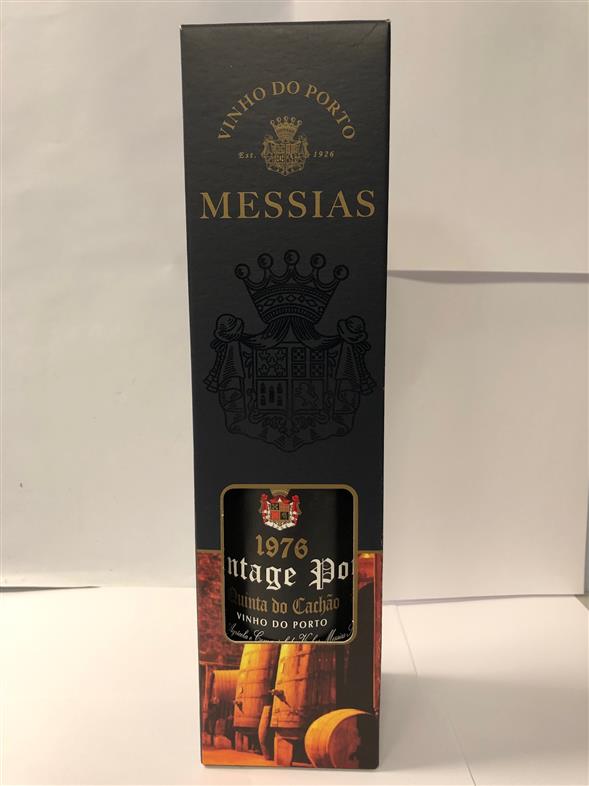 VINHO DO PORTO
Est. 1926
MESSIAS
1976
ntage Po
Quinta do Cachão
VINHO DO PORTO